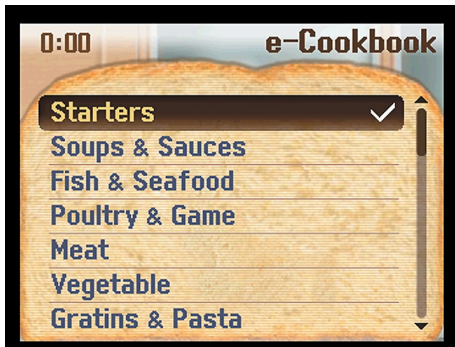 0:00
e-Cookbook
Starters
Soups & Sauces
Fish & Seafood
Poultry & Game
Meat
Vegetable
Gratins & Pasta